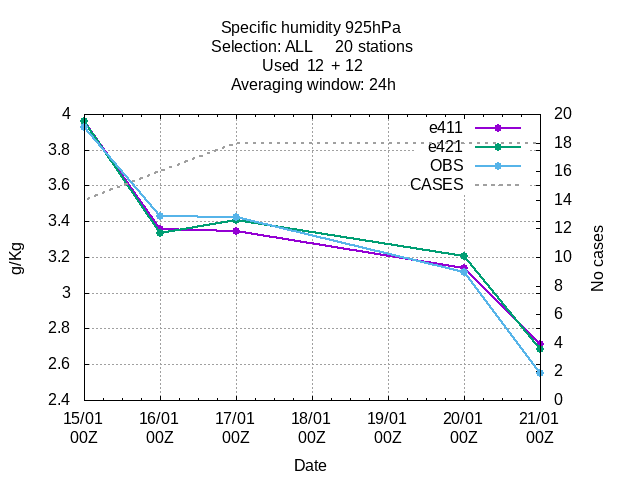 Specific humidity 925hPa
Selection: ALL     20 stations
Used  12 + 12
Averaging window: 24h
g/Kg
4
3.8
3.6
3.4
3.2
3
2.8
2.6
2.4
e411
e421
OBS
CASES
20
18
16
14
12
10
8
6
4
2
0
No cases
15/01 16/01 17/01 18/01 19/01 20/01 21/01
00Z 00Z 00Z 00Z 00Z 00Z 00Z
Date